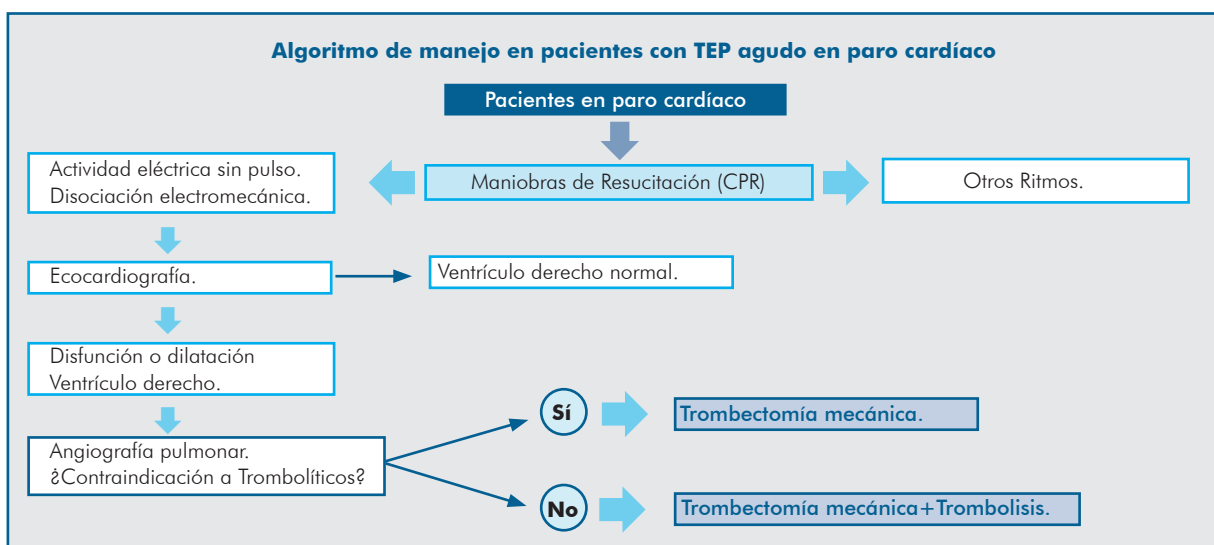 Algoritmo de manejo en pacientes con TEP agudo en paro cardíaco
Pacientes en paro cardíaco
Actividad eléctrica sin pulso.
Disociación electromecánica.
Maniobras de Resucitación (CPR)
Otros Ritmos.
Ecocardiografía.
Ventrículo derecho normal.
Disfunción o dilatación
Ventrículo derecho.
Sí
Trombectomía mecánica.
Angiografía pulmonar.
¿Contraindicación a Trombolíticos?
No
Trombectomía mecánica+Trombolisis.